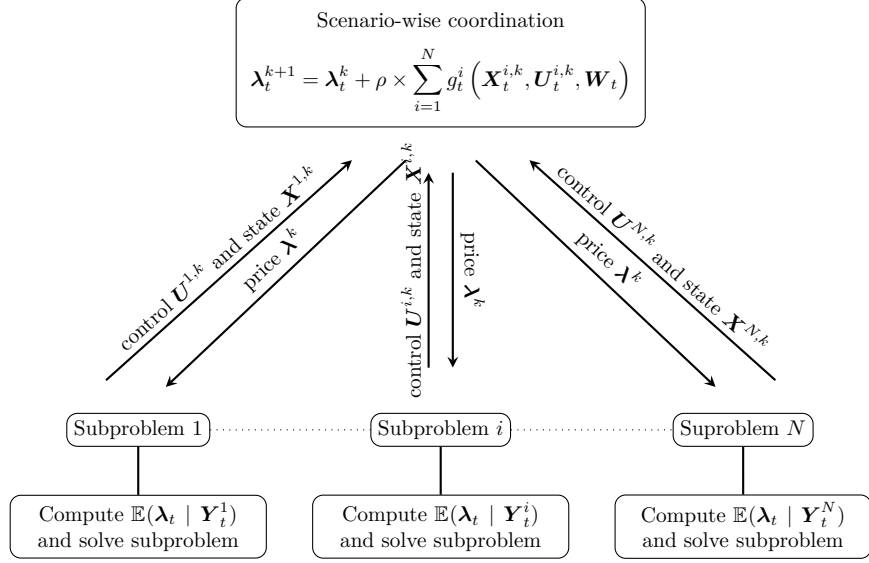 Scenario-wise coordination
𝝀_t^{k+1} = 𝝀_t^k + ρ × ∑_{i=1}^{N} g_t^i ( 𝑿_t^{i,k}, 𝑼_t^{i,k}, 𝑾_t )
control 𝑼^{1,k} and state 𝑿^{1,k}
price 𝝀^k
control 𝑼^{i,k} and state 𝑿^{i,k}
price 𝝀^k
control 𝑼^{N,k} and state 𝑿^{N,k}
price 𝝀^k
Subproblem 1
Subproblem i
Suproblem N
Compute 𝔼(𝝀_t | 𝒀_t^1)
and solve subproblem
Compute 𝔼(𝝀_t | 𝒀_t^i)
and solve subproblem
Compute 𝔼(𝝀_t | 𝒀_t^N)
and solve subproblem